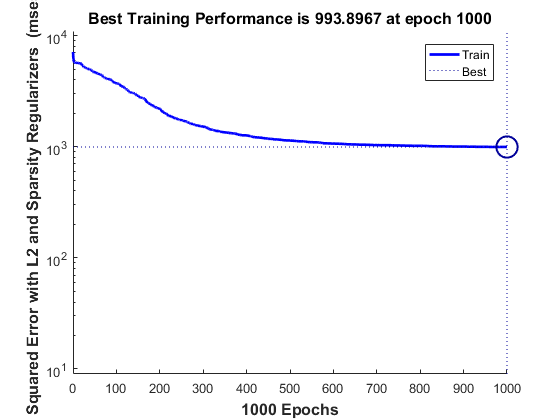 Best Training Performance is 993.8967 at epoch 1000
Squared Error with L2 and Sparsity Regularizers (mse
10^4
10^3
10^2
10^1
Train
Best
0 100 200 300 400 500 600 700 800 900 1000
1000 Epochs